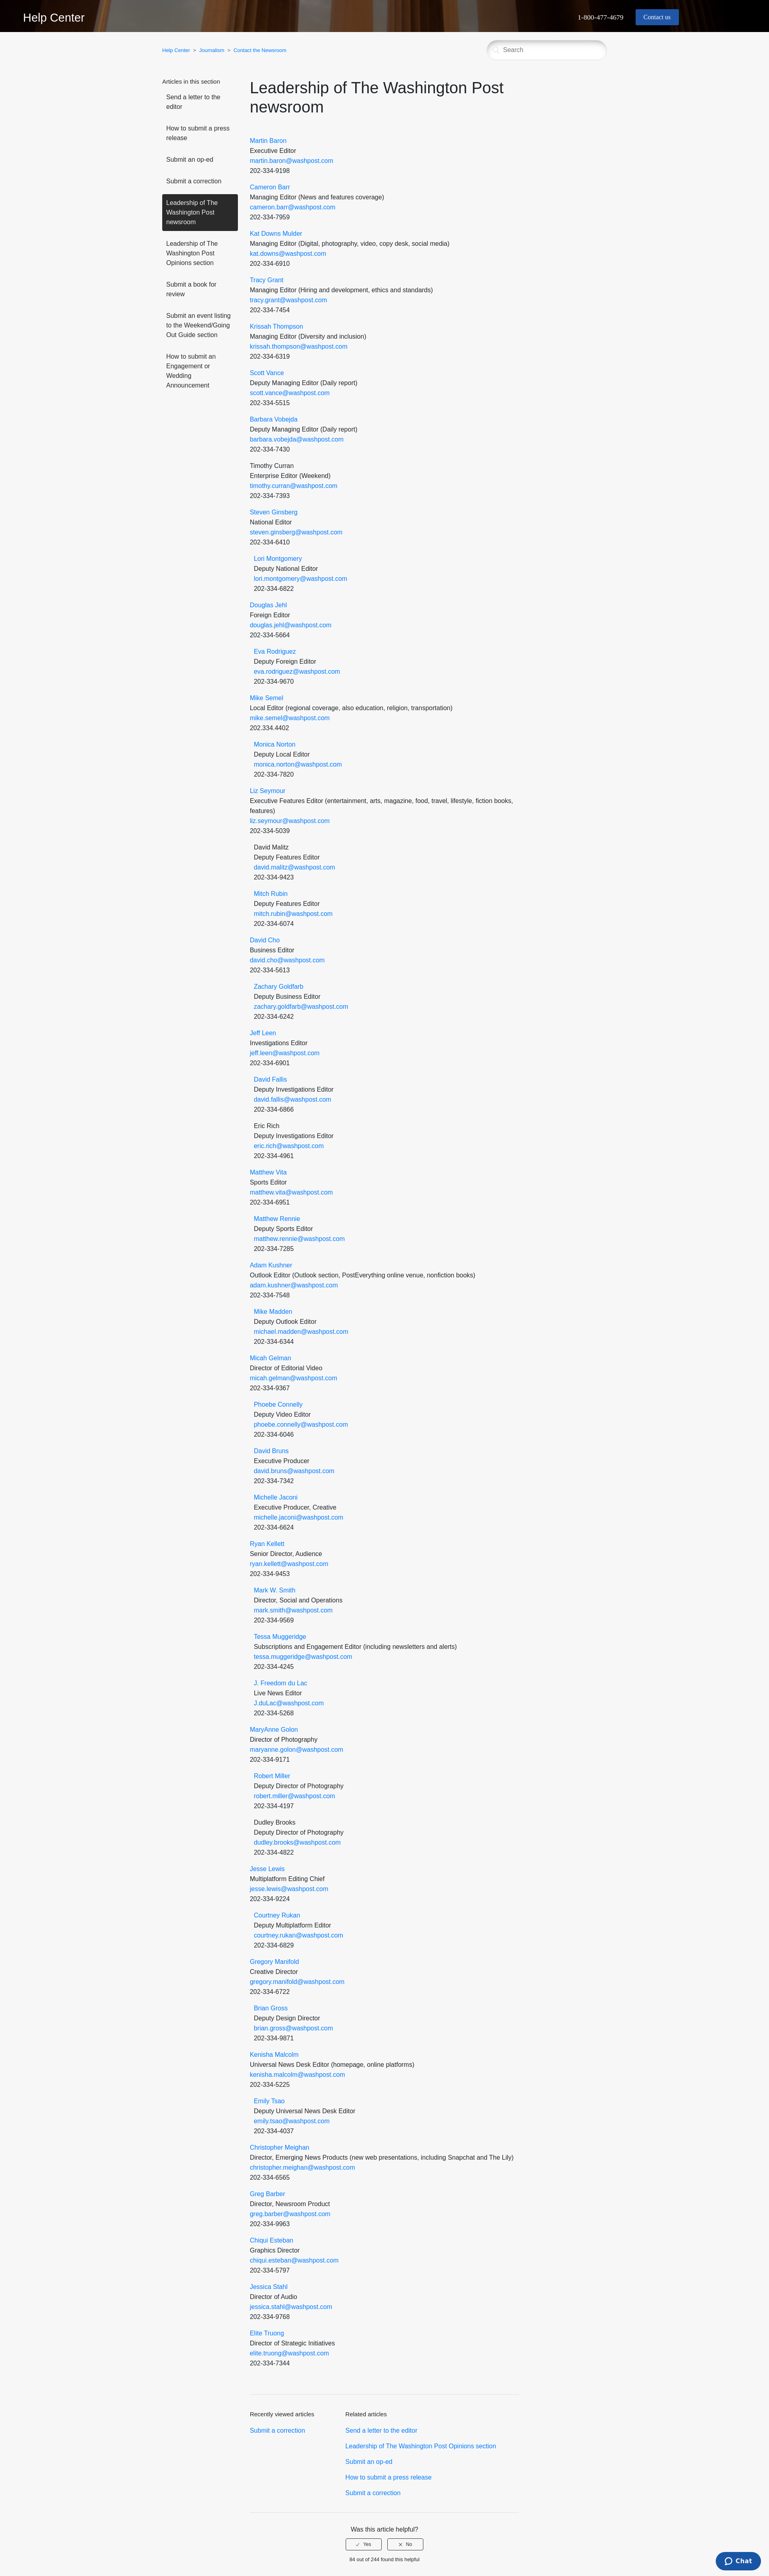 Help Center
1-800-477-4679
Contact us
Help Center > Journalism > Contact the Newsroom
Search
Articles in this section
Send a letter to the
editor
How to submit a press
release
Submit an op-ed
Submit a correction
Leadership of The
Washington Post
newsroom
Leadership of The
Washington Post
Opinions section
Submit a book for
review
Submit an event listing
to the Weekend/Going
Out Guide section
How to submit an
Engagement or
Wedding
Announcement
Leadership of The Washington Post
newsroom
Martin Baron
Executive Editor
martin.baron@washpost.com
202-334-9198
Cameron Barr
Managing Editor (News and features coverage)
cameron.barr@washpost.com
202-334-7959
Kat Downs Mulder
Managing Editor (Digital, photography, video, copy desk, social media)
kat.downs@washpost.com
202-334-6910
Tracy Grant
Managing Editor (Hiring and development, ethics and standards)
tracy.grant@washpost.com
202-334-7454
Krissah Thompson
Managing Editor (Diversity and inclusion)
krissah.thompson@washpost.com
202-334-6319
Scott Vance
Deputy Managing Editor (Daily report)
scott.vance@washpost.com
202-334-5515
Barbara Vobejda
Deputy Managing Editor (Daily report)
barbara.vobejda@washpost.com
202-334-7430
Timothy Curran
Enterprise Editor (Weekend)
timothy.curran@washpost.com
202-334-7393
Steven Ginsberg
National Editor
steven.ginsberg@washpost.com
202-334-6410
Lori Montgomery
Deputy National Editor
lori.montgomery@washpost.com
202-334-6822
Douglas Jehl
Foreign Editor
douglas.jehl@washpost.com
202-334-5664
Eva Rodriguez
Deputy Foreign Editor
eva.rodriguez@washpost.com
202-334-9670
Mike Semel
Local Editor (regional coverage, also education, religion, transportation)
mike.semel@washpost.com
202.334.4402
Monica Norton
Deputy Local Editor
monica.norton@washpost.com
202-334-7820
Liz Seymour
Executive Features Editor (entertainment, arts, magazine, food, travel, lifestyle, fiction books,
features)
liz.seymour@washpost.com
202-334-5039
David Malitz
Deputy Features Editor
david.malitz@washpost.com
202-334-9423
Mitch Rubin
Deputy Features Editor
mitch.rubin@washpost.com
202-334-6074
David Cho
Business Editor
david.cho@washpost.com
202-334-5613
Zachary Goldfarb
Deputy Business Editor
zachary.goldfarb@washpost.com
202-334-6242
Jeff Leen
Investigations Editor
jeff.leen@washpost.com
202-334-6901
David Fallis
Deputy Investigations Editor
david.fallis@washpost.com
202-334-6866
Eric Rich
Deputy Investigations Editor
eric.rich@washpost.com
202-334-4961
Matthew Vita
Sports Editor
matthew.vita@washpost.com
202-334-6951
Matthew Rennie
Deputy Sports Editor
matthew.rennie@washpost.com
202-334-7285
Adam Kushner
Outlook Editor (Outlook section, PostEverything online venue, nonfiction books)
adam.kushner@washpost.com
202-334-7548
Mike Madden
Deputy Outlook Editor
michael.madden@washpost.com
202-334-6344
Micah Gelman
Director of Editorial Video
micah.gelman@washpost.com
202-334-9367
Phoebe Connelly
Deputy Video Editor
phoebe.connelly@washpost.com
202-334-6046
David Bruns
Executive Producer
david.bruns@washpost.com
202-334-7342
Michelle Jaconi
Executive Producer, Creative
michelle.jaconi@washpost.com
202-334-6624
Ryan Kellett
Senior Director, Audience
ryan.kellett@washpost.com
202-334-9453
Mark W. Smith
Director, Social and Operations
mark.smith@washpost.com
202-334-9569
Tessa Muggeridge
Subscriptions and Engagement Editor (including newsletters and alerts)
tessa.muggeridge@washpost.com
202-334-4245
J. Freedom du Lac
Live News Editor
J.duLac@washpost.com
202-334-5268
MaryAnne Golon
Director of Photography
maryanne.golon@washpost.com
202-334-9171
Robert Miller
Deputy Director of Photography
robert.miller@washpost.com
202-334-4197
Dudley Brooks
Deputy Director of Photography
dudley.brooks@washpost.com
202-334-4822
Jesse Lewis
Multiplatform Editing Chief
jesse.lewis@washpost.com
202-334-9224
Courtney Rukan
Deputy Multiplatform Editor
courtney.rukan@washpost.com
202-334-6829
Gregory Manifold
Creative Director
gregory.manifold@washpost.com
202-334-6722
Brian Gross
Deputy Design Director
brian.gross@washpost.com
202-334-9871
Kenisha Malcolm
Universal News Desk Editor (homepage, online platforms)
kenisha.malcolm@washpost.com
202-334-5225
Emily Tsao
Deputy Universal News Desk Editor
emily.tsao@washpost.com
202-334-4037
Christopher Meighan
Director, Emerging News Products (new web presentations, including Snapchat and The Lily)
christopher.meighan@washpost.com
202-334-6565
Greg Barber
Director, Newsroom Product
greg.barber@washpost.com
202-334-9963
Chiqui Esteban
Graphics Director
chiqui.esteban@washpost.com
202-334-5797
Jessica Stahl
Director of Audio
jessica.stahl@washpost.com
202-334-9768
Elite Truong
Director of Strategic Initiatives
elite.truong@washpost.com
202-334-7344
Recently viewed articles
Submit a correction
Related articles
Send a letter to the editor
Leadership of The Washington Post Opinions section
Submit an op-ed
How to submit a press release
Submit a correction
Was this article helpful?
Yes
No
84 out of 244 found this helpful
Chat